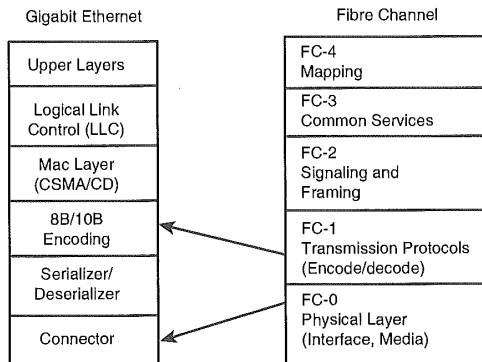 Gigabit Ethernet
Upper Layers
Logical Link
Control (LLC)
Mac Layer
(CSMA/CD)
8B/10B
Encoding
Serializer/
Deserializer
Connector
Fibre Channel
FC-4
Mapping
FC-3
Common Services
FC-2
Signaling and
Framing
FC-1
Transmission Protocols
(Encode/decode)
FC-0
Physical Layer
(Interface, Media)